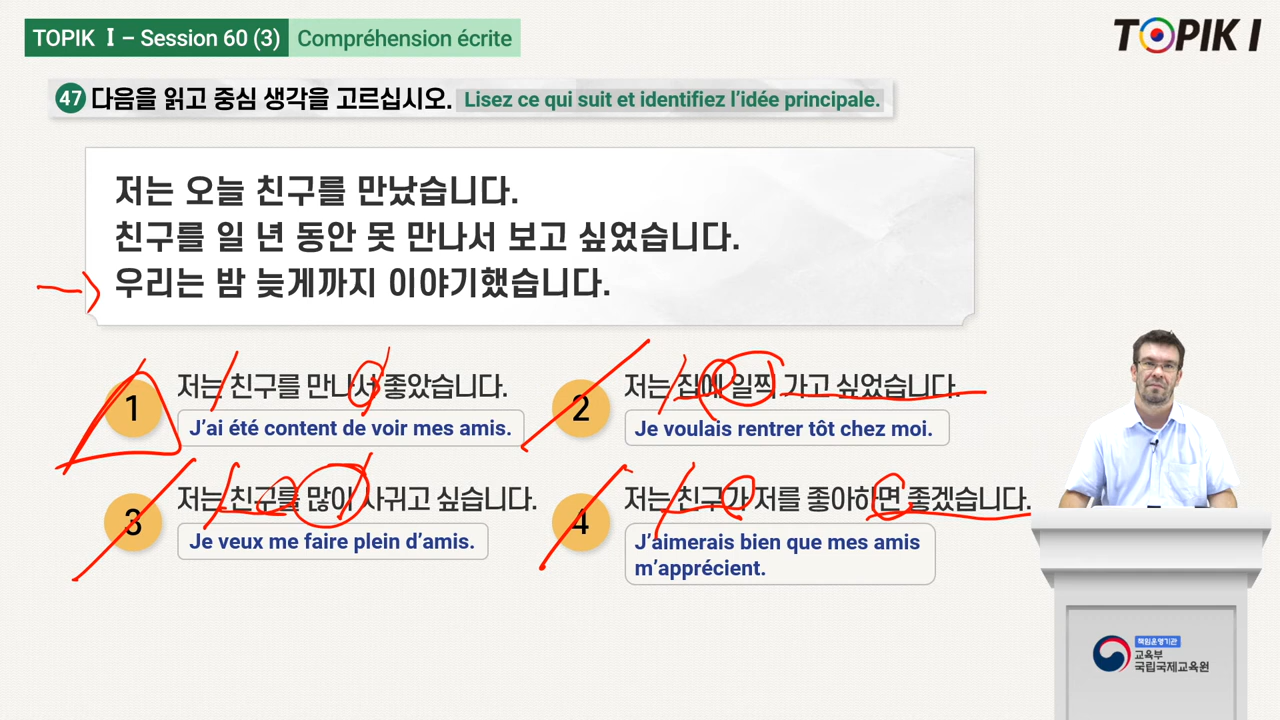 TOPIK Ⅰ – Session 60 (3) Compréhension écrite
TOPIK I
47 다음을 읽고 중심 생각을 고르십시오. Lisez ce qui suit et identifiez l’idée principale.
저는 오늘 친구를 만났습니다.
친구를 일 년 동안 못 만나서 보고 싶었습니다.
우리는 밤 늦게까지 이야기했습니다.
1 저는 친구를 만나서 좋았습니다.
J’ai été content de voir mes amis.
2 저는 집에 일찍 가고 싶었습니다.
Je voulais rentrer tôt chez moi.
3 저는 친구를 많이 사귀고 싶습니다.
Je veux me faire plein d’amis.
4 저는 친구가 저를 좋아하면 좋겠습니다.
J’aimerais bien que mes amis
m’apprécient.
책임운영기관
교육부
국립국제교육원